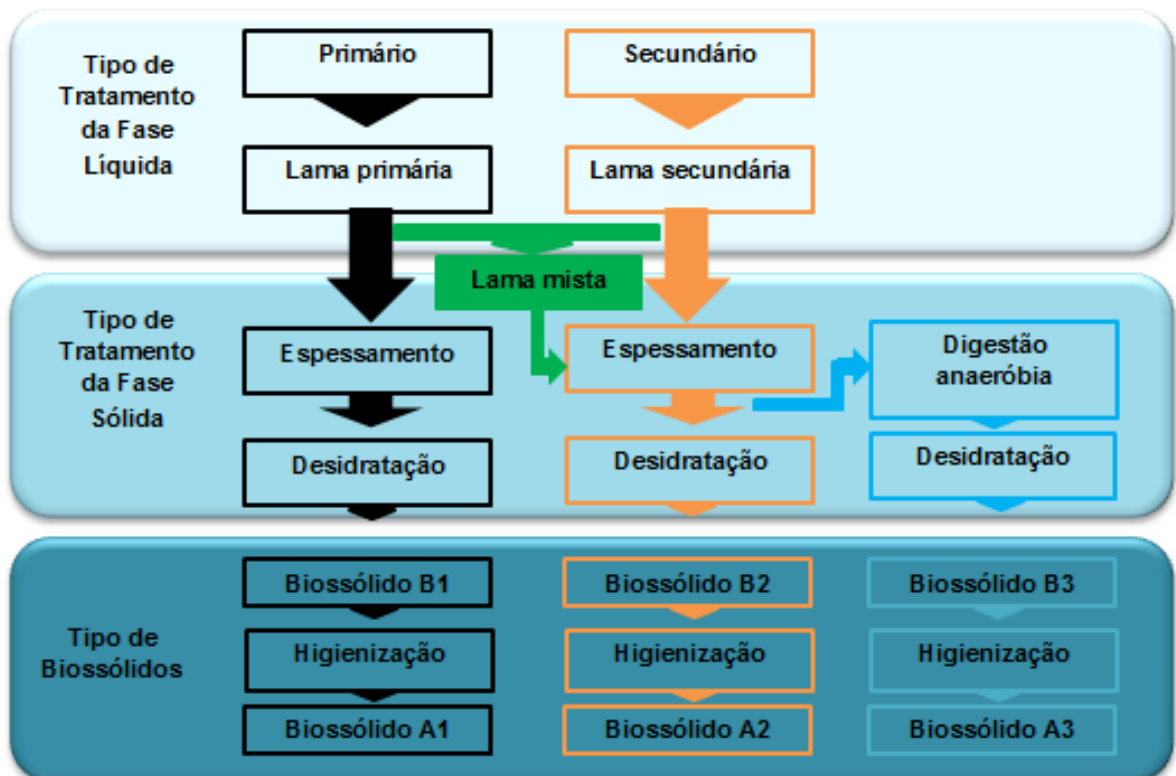 Tipo de
Tratamento
da Fase
Líquida
Primário
Secundário
Lama primária
Lama secundária
Lama mista
Tipo de
Tratamento
da Fase
Sólida
Espessamento
Espessamento
Digestão
anaeróbia
Desidratação
Desidratação
Desidratação
Tipo de
Biossólidos
Biossólido B1
Biossólido B2
Biossólido B3
Higienização
Higienização
Higienização
Biossólido A1
Biossólido A2
Biossólido A3